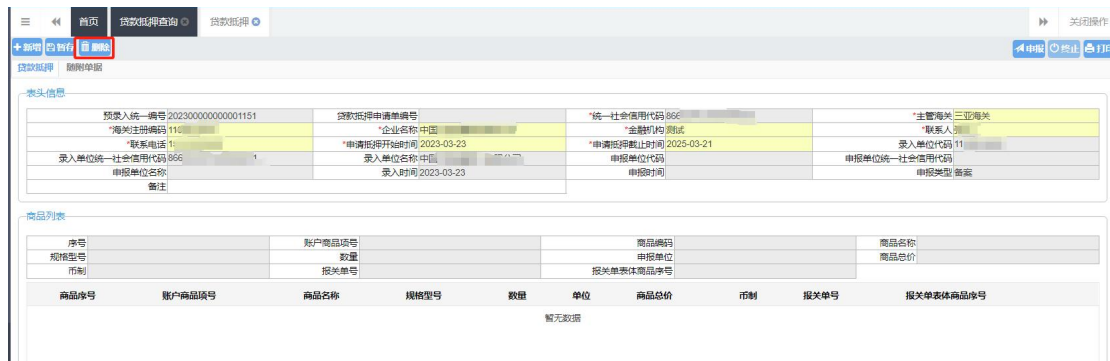 首页 贷款抵押查询 贷款抵押 关闭操作
新增 暂存 删除 申报 终止 打印
贷款抵押 随附单据
表头信息
预录入统一编号 202300000000001151 贷款抵押申请单编号 *统一社会信用代码 866 *主管海关 三亚海关
*海关注册编码 110 *企业名称 中国 *金融机构 测试 *联系人
*联系电话 1 *申请抵押开始时间 2023-03-23 *申请抵押截止时间 2025-03-21 录入单位代码 11
录入单位统一社会信用代码 866 1 录入单位名称 中国 申报单位代码 申报单位统一社会信用代码
申报单位名称 录入时间 2023-03-23 申报时间 申报类型 备案
备注
商品列表
序号 账户商品项号 商品编码 商品名称
规格型号 数量 申报单位 商品总价
币制 报关单号 报关单表体商品序号
商品序号 账户商品项号 商品名称 规格型号 数量 单位 商品总价 币制 报关单号 报关单表体商品序号
暂无数据